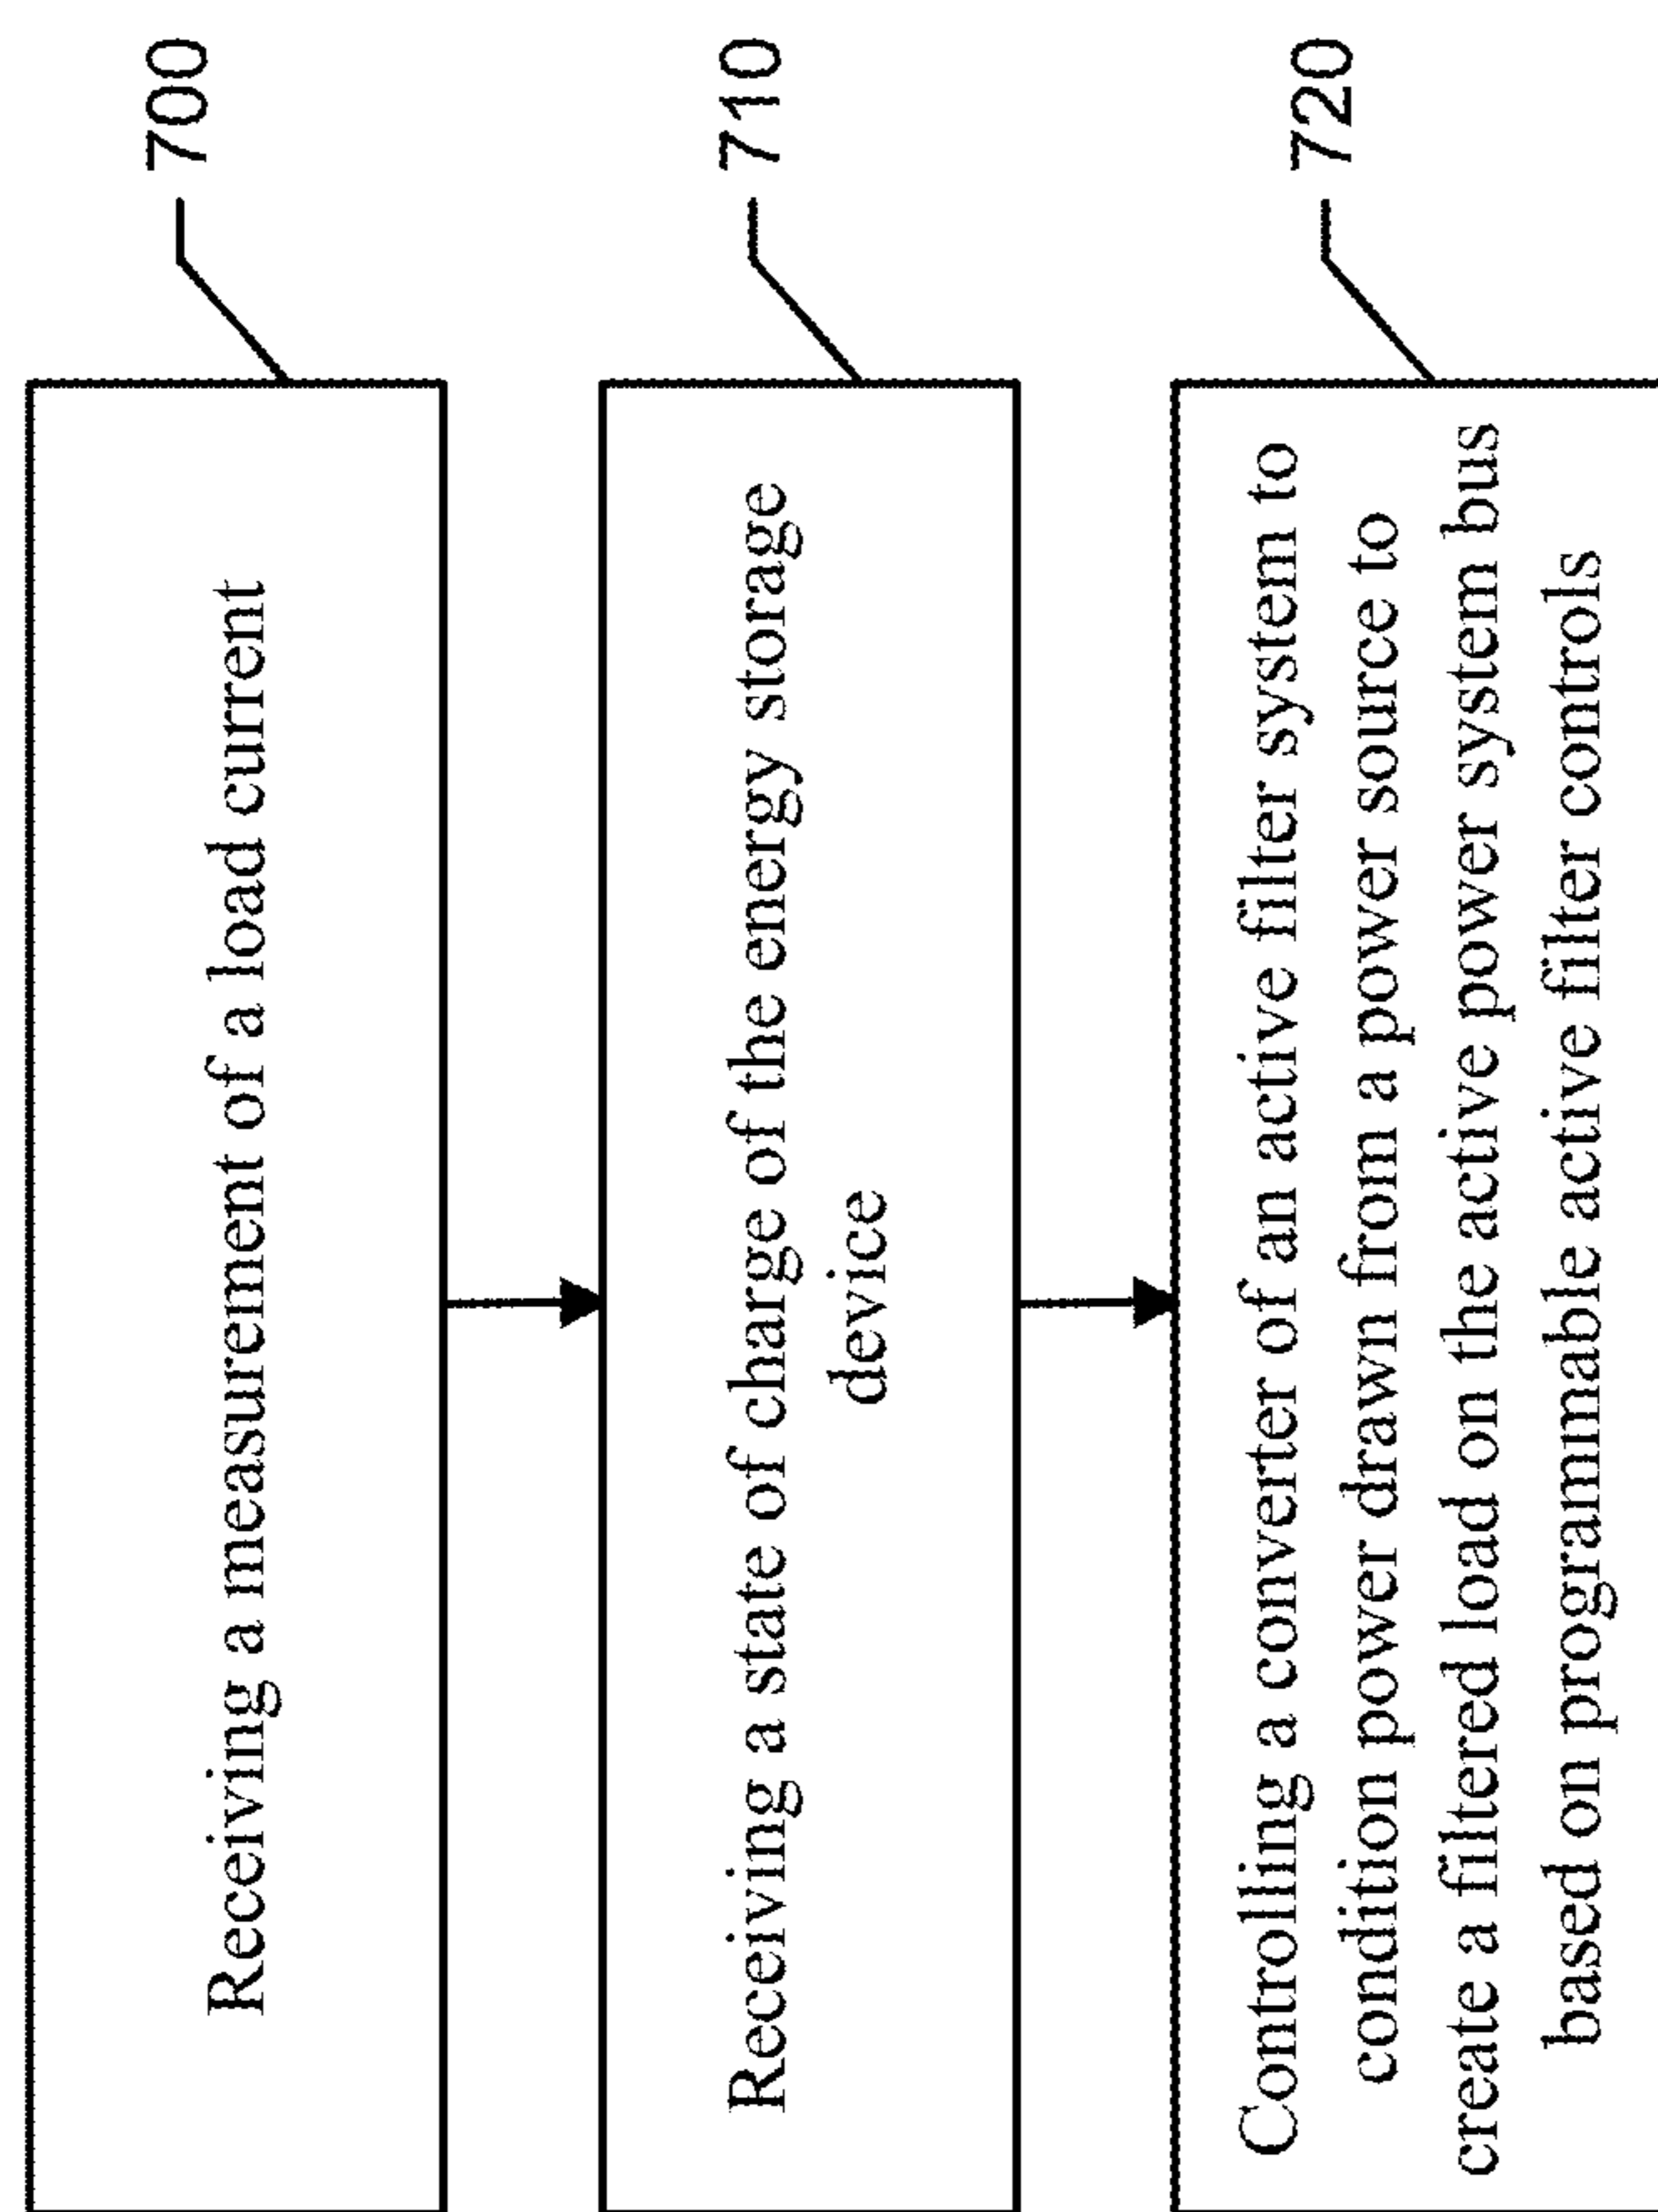 Receiving a measurement of a load current
700
Receiving a state of charge of the energy storage
device
710
Controlling a converter of an active filter system to
condition power drawn from a power source to
create a filtered load on the active power system bus
based on programmable active filter controls
720